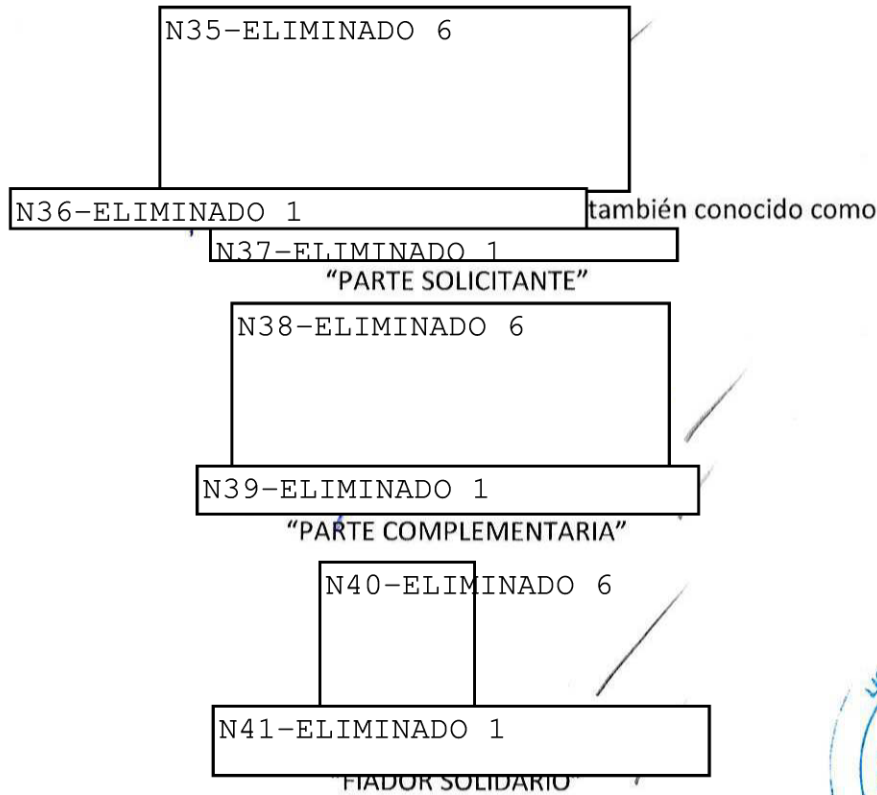 N35-ELIMINADO 6
N36-ELIMINADO 1 también conocido como
N37-ELIMINADO 1
“PARTE SOLICITANTE”
N38-ELIMINADO 6
N39-ELIMINADO 1
“PARTE COMPLEMENTARIA”
N40-ELIMINADO 6
N41-ELIMINADO 1
“FIADOR SOLIDARIO”